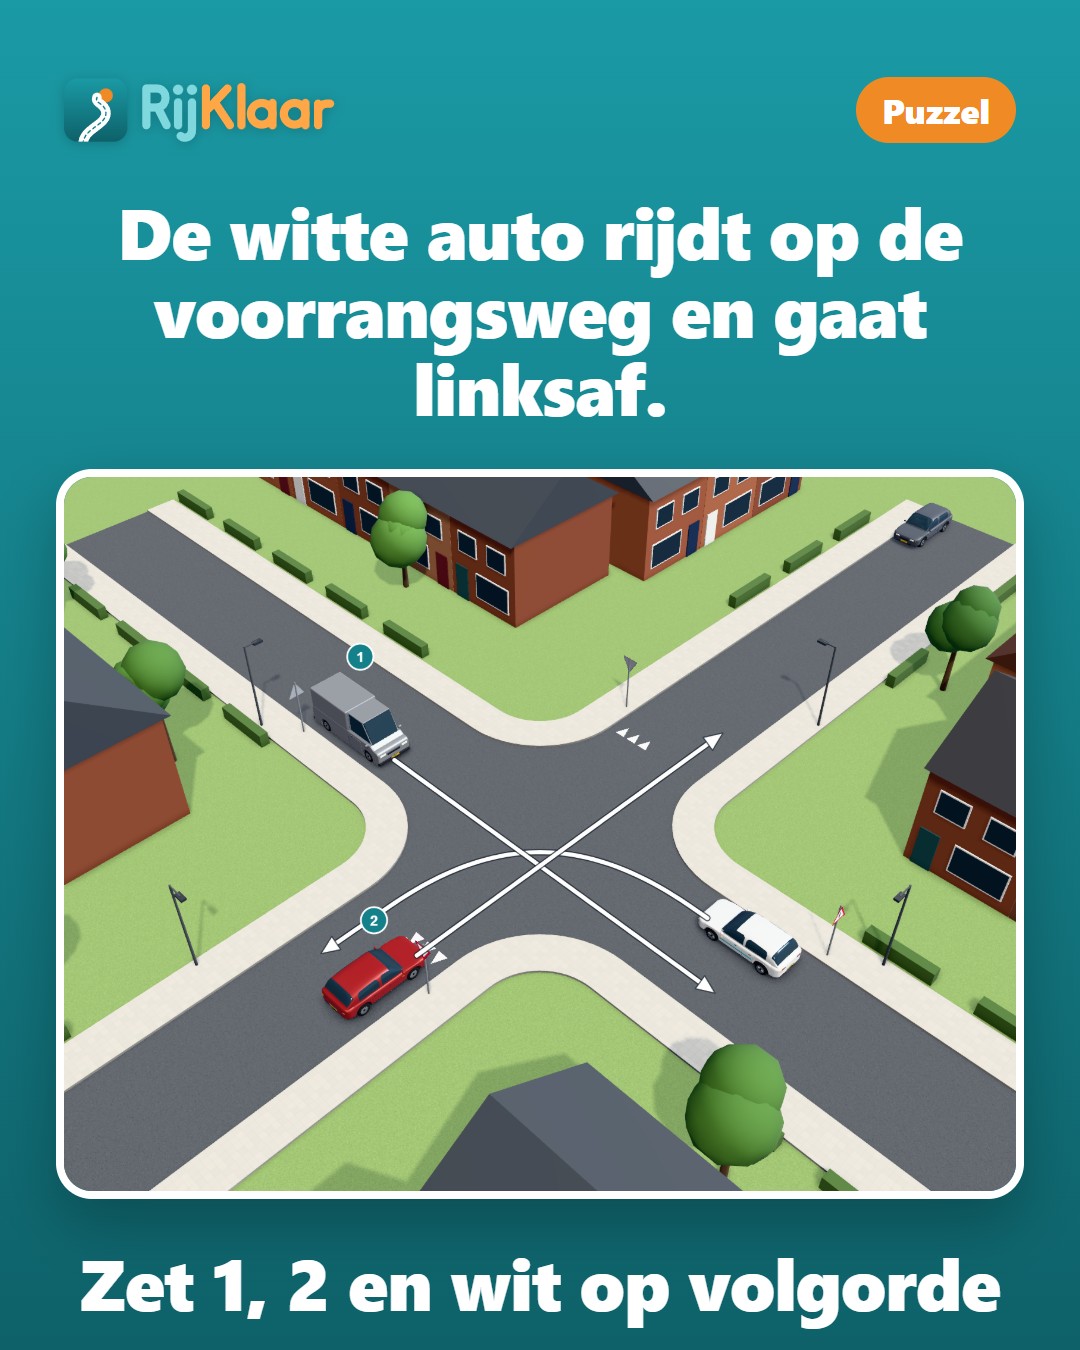 RijKlaar
Puzzel
De witte auto rijdt op de
voorrangsweg en gaat
linksaf.
1
2
Zet 1, 2 en wit op volgorde